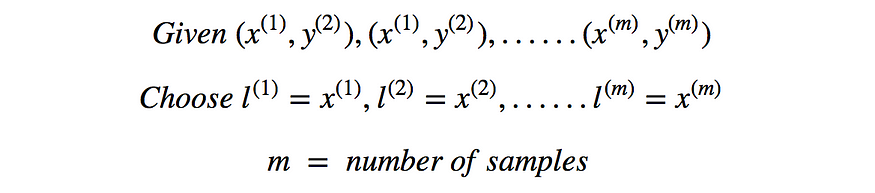 Given (x⁽¹⁾, y⁽²⁾), (x⁽¹⁾, y⁽²⁾), . . . . . . (x⁽ᵐ⁾, y⁽ᵐ⁾)
Choose l⁽¹⁾ = x⁽¹⁾, l⁽²⁾ = x⁽²⁾, . . . . . . l⁽ᵐ⁾ = x⁽ᵐ⁾
m = number of samples